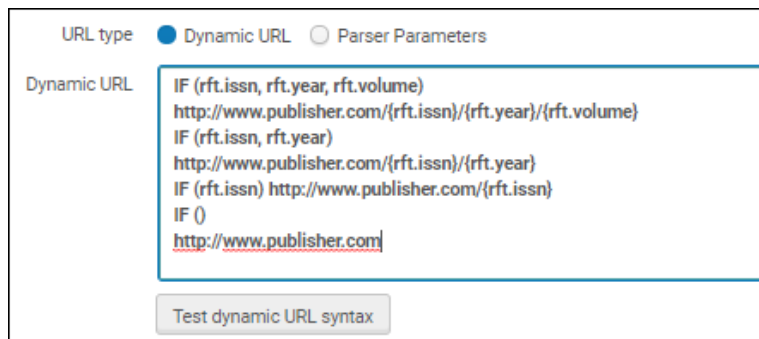 URL type Dynamic URL Parser Parameters
Dynamic URL IF (rft.issn, rft.year, rft.volume)
http://www.publisher.com/{rft.issn}/{rft.year}/{rft.volume}
IF (rft.issn, rft.year)
http://www.publisher.com/{rft.issn}/{rft.year}
IF (rft.issn) http://www.publisher.com/{rft.issn}
IF ()
http://www.publisher.com
Test dynamic URL syntax